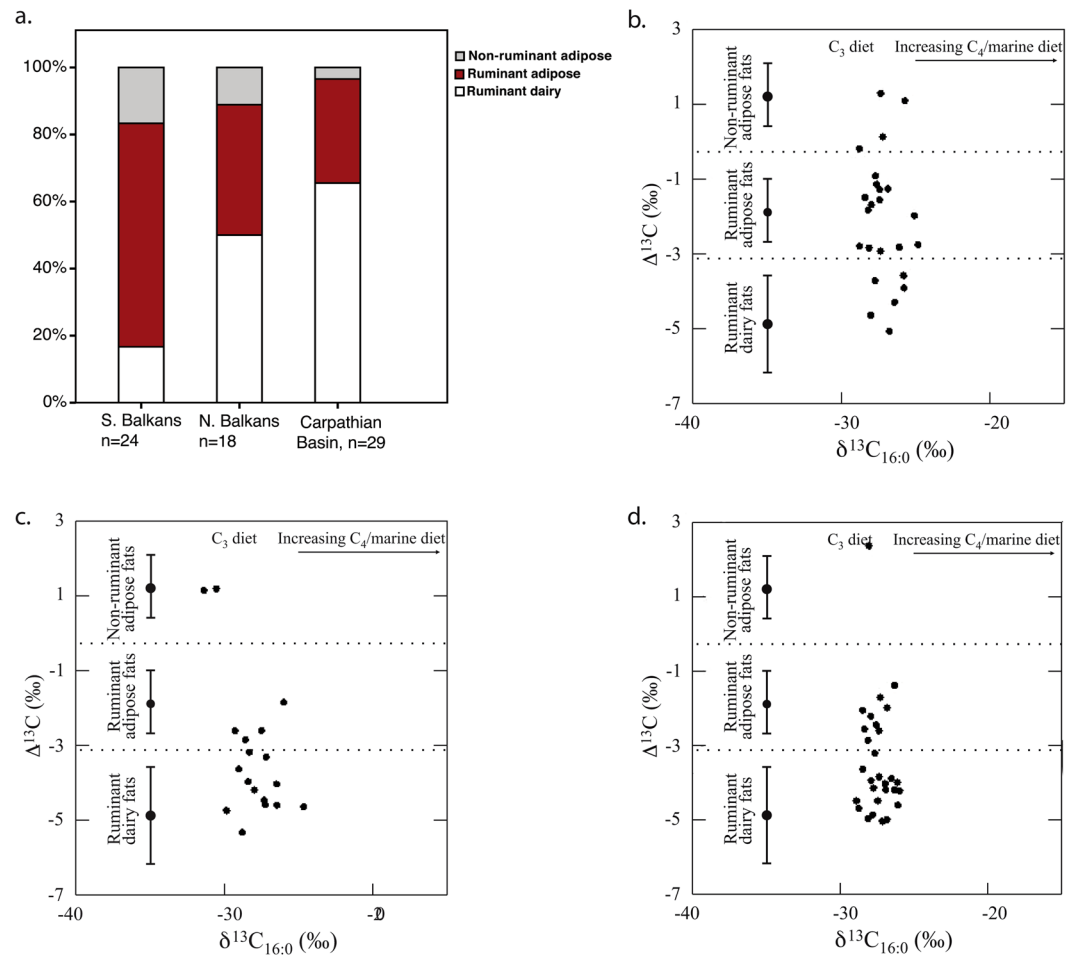 a.
100%
80%
60%
40%
20%
0%
Non-ruminant adipose
Ruminant adipose
Ruminant dairy
S. Balkans
n=24
N. Balkans
n=18
Carpathian
Basin, n=29
b.
3
1
-1
-3
-5
-7
Δ¹³C (‰)
Non-ruminant
adipose fats
Ruminant
adipose fats
Ruminant
dairy fats
C₃ diet
Increasing C₄/marine diet
-40
-30
-20
δ¹³C₁₆:₀ (‰)
c.
3
1
-1
-3
-5
-7
Δ¹³C (‰)
Non-ruminant
adipose fats
Ruminant
adipose fats
Ruminant
dairy fats
C₃ diet
Increasing C₄/marine diet
-40
-30
-20
δ¹³C₁₆:₀ (‰)
d.
3
1
-1
-3
-5
-7
Δ¹³C (‰)
Non-ruminant
adipose fats
Ruminant
adipose fats
Ruminant
dairy fats
C₃ diet
Increasing C₄/marine diet
-40
-30
-20
δ¹³C₁₆:₀ (‰)